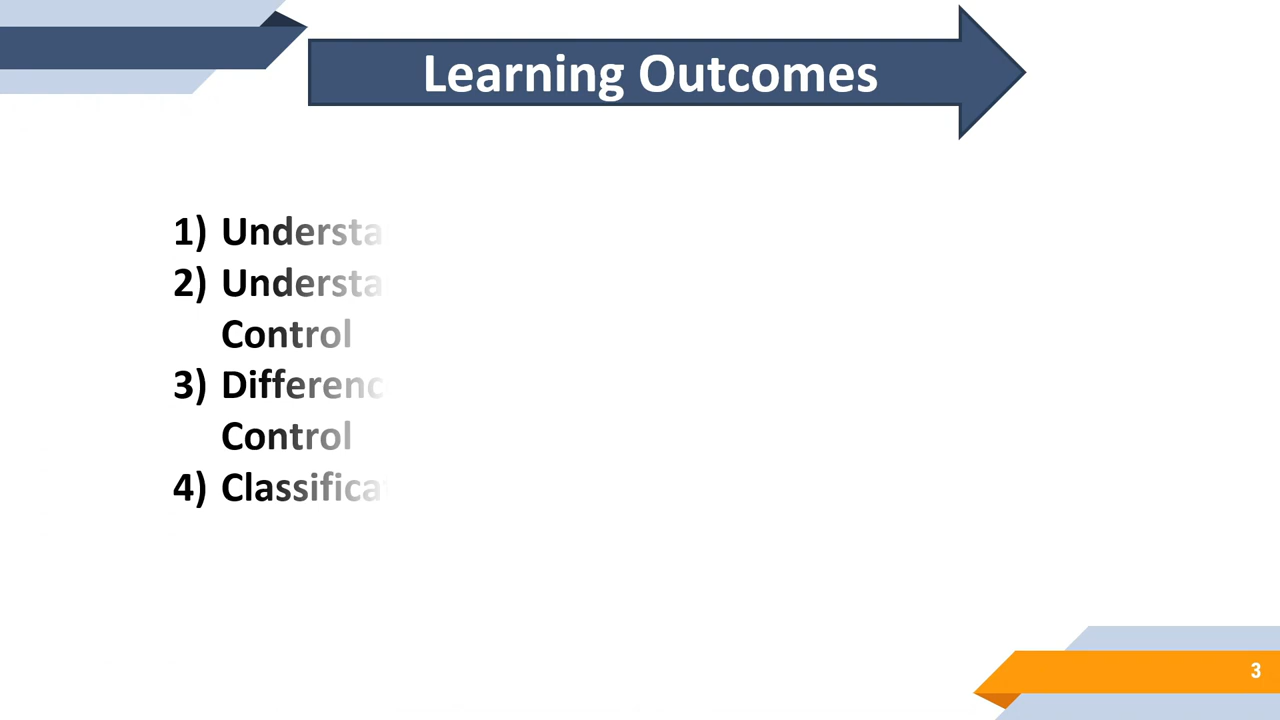 Learning Outcomes
1) Understa
2) Understa
Control
3) Differenc
Control
4) Classifica
3